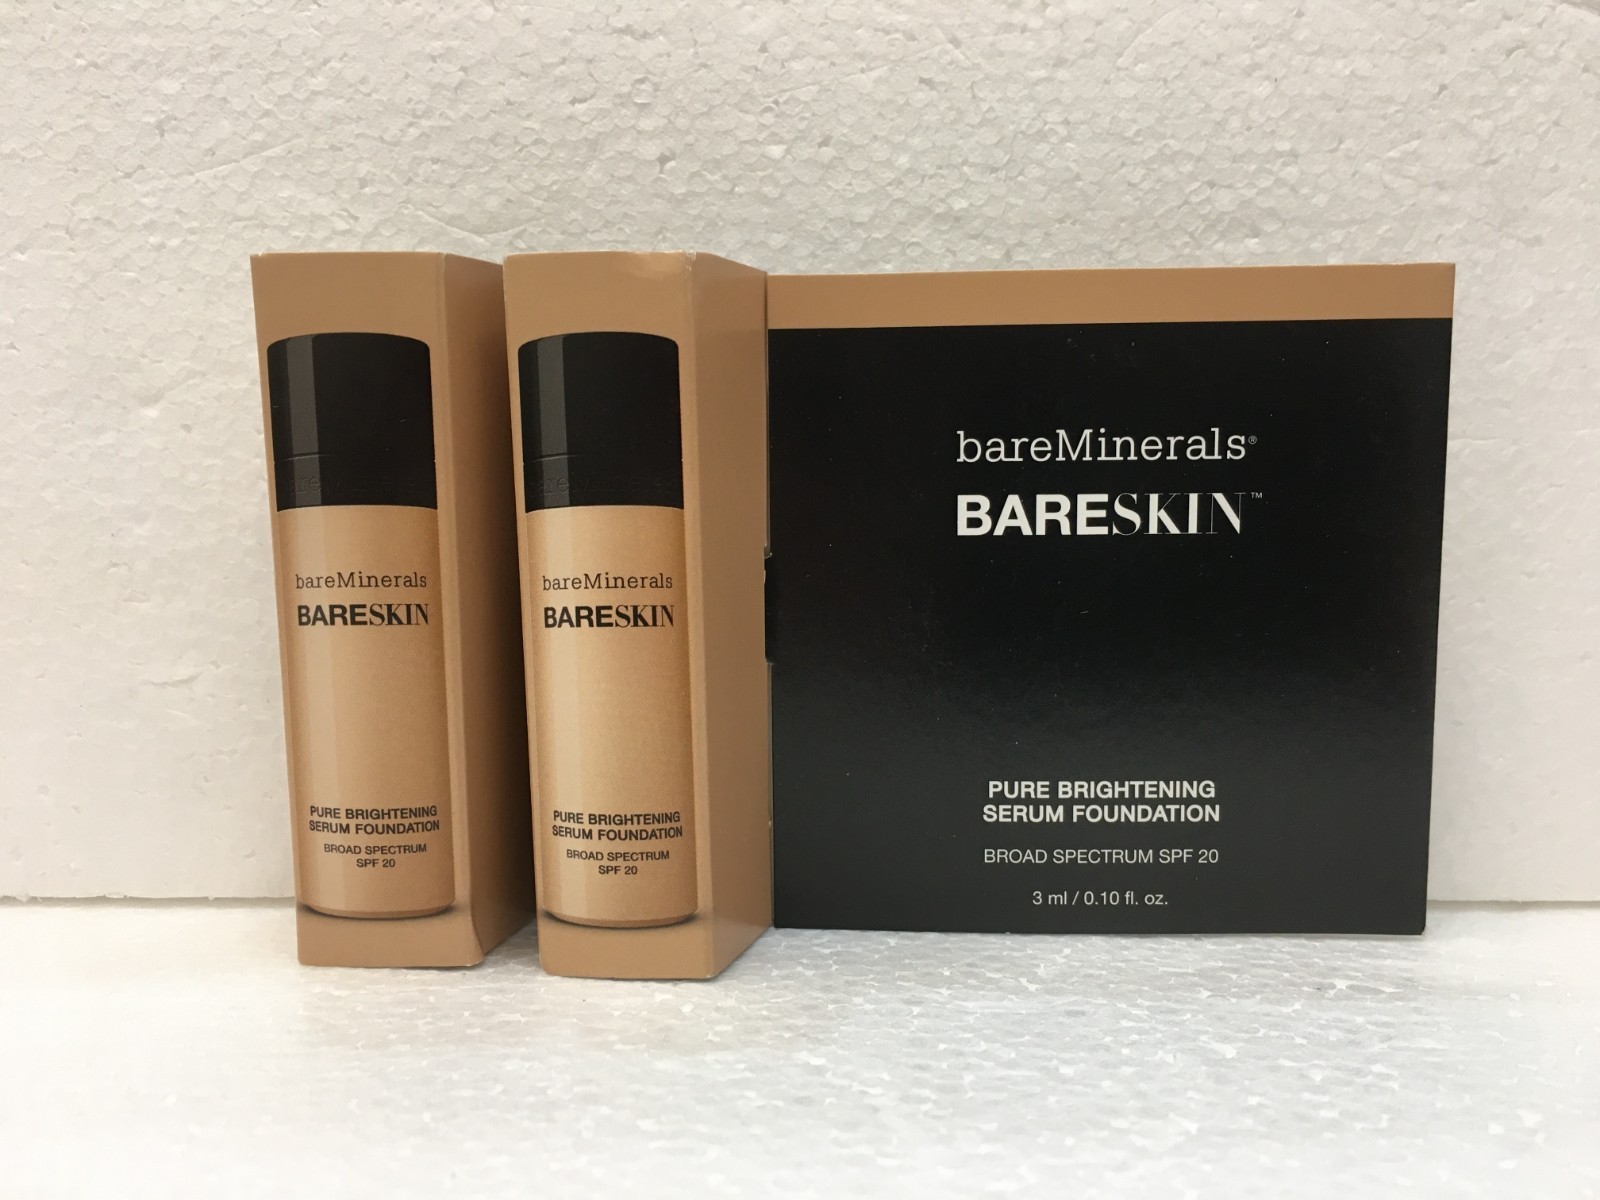 bareMinerals
BARESKIN
PURE BRIGHTENING
SERUM FOUNDATION
BROAD SPECTRUM
SPF 20
bareMinerals
BARESKIN
PURE BRIGHTENING
SERUM FOUNDATION
BROAD SPECTRUM
SPF 20
bareMinerals®
BARESKIN™
PURE BRIGHTENING
SERUM FOUNDATION
BROAD SPECTRUM SPF 20
3 ml / 0.10 fl. oz.